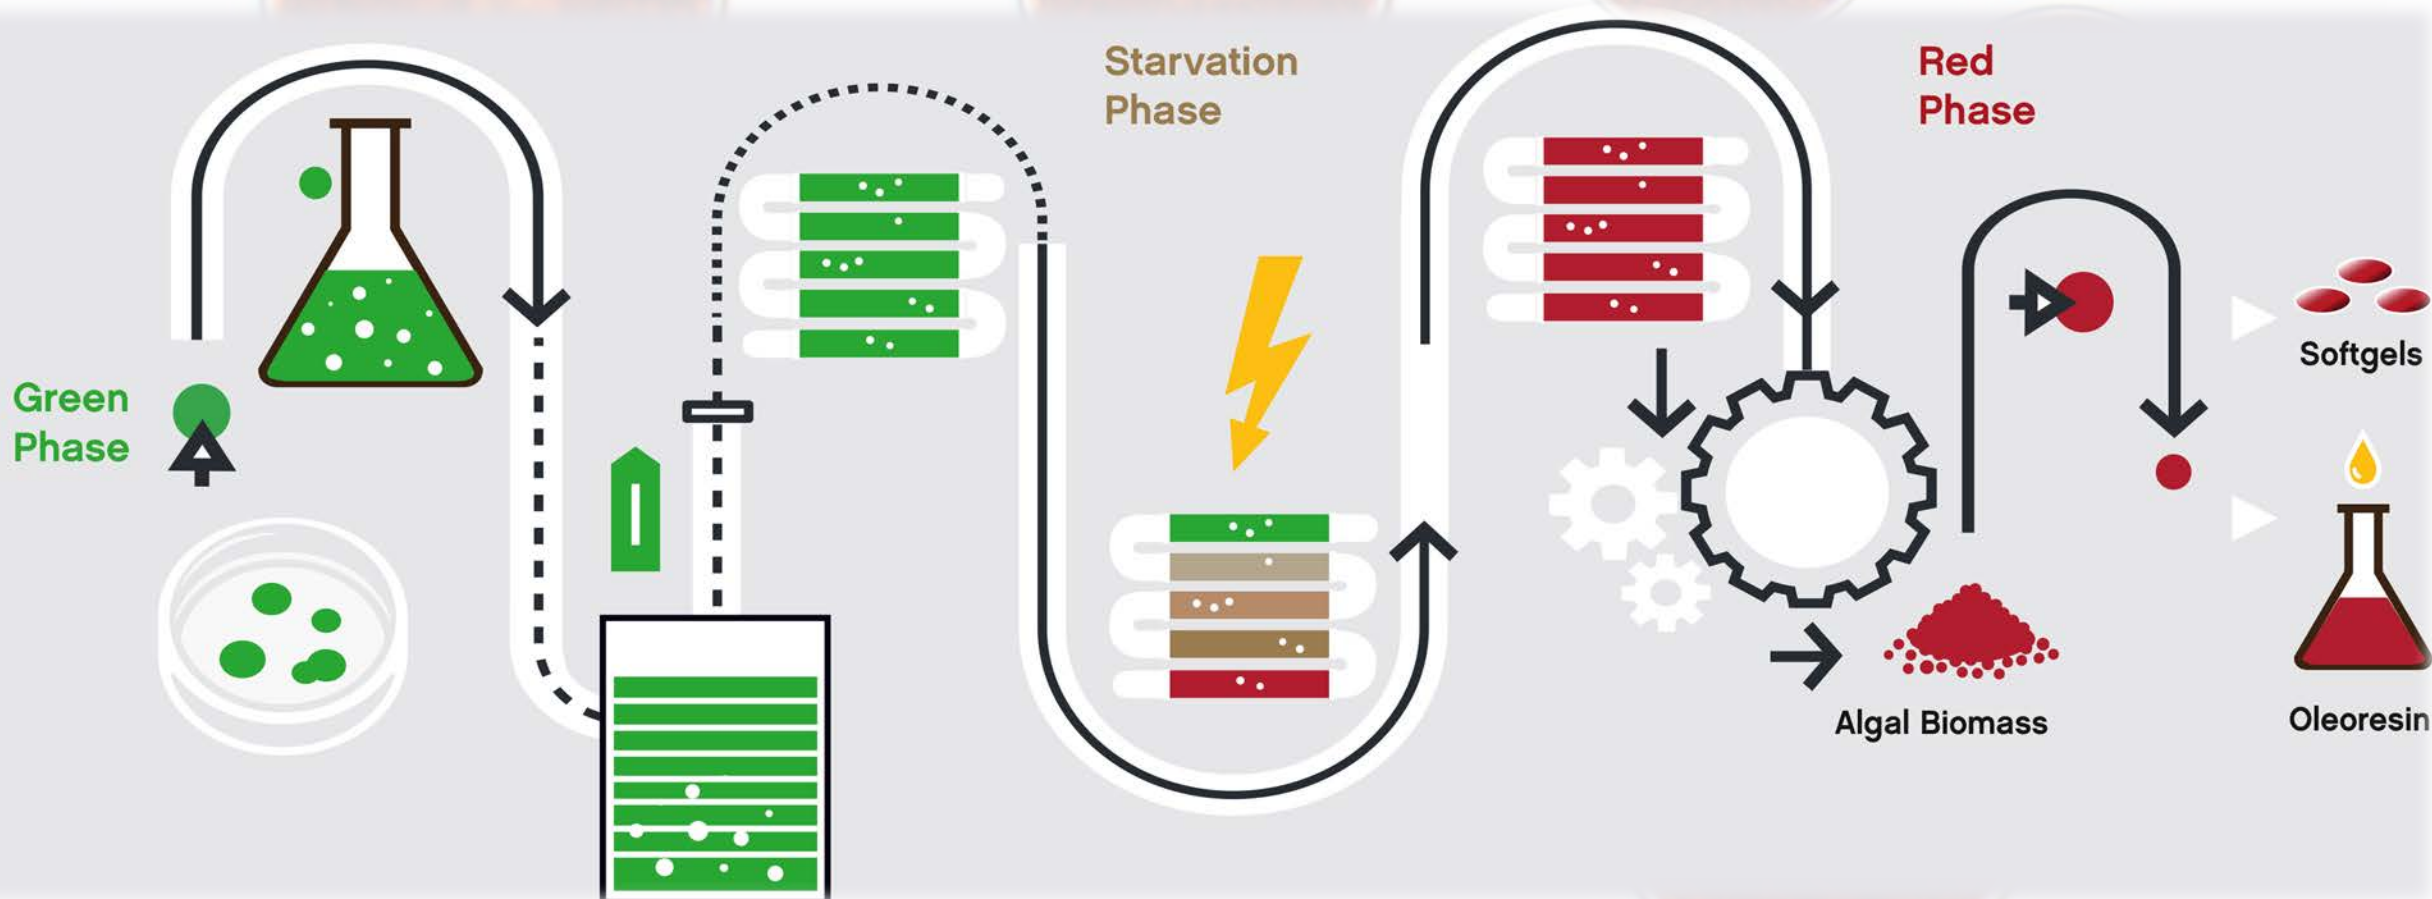 Green
Phase
Starvation
Phase
Red
Phase
Softgels
Algal Biomass
Oleoresin